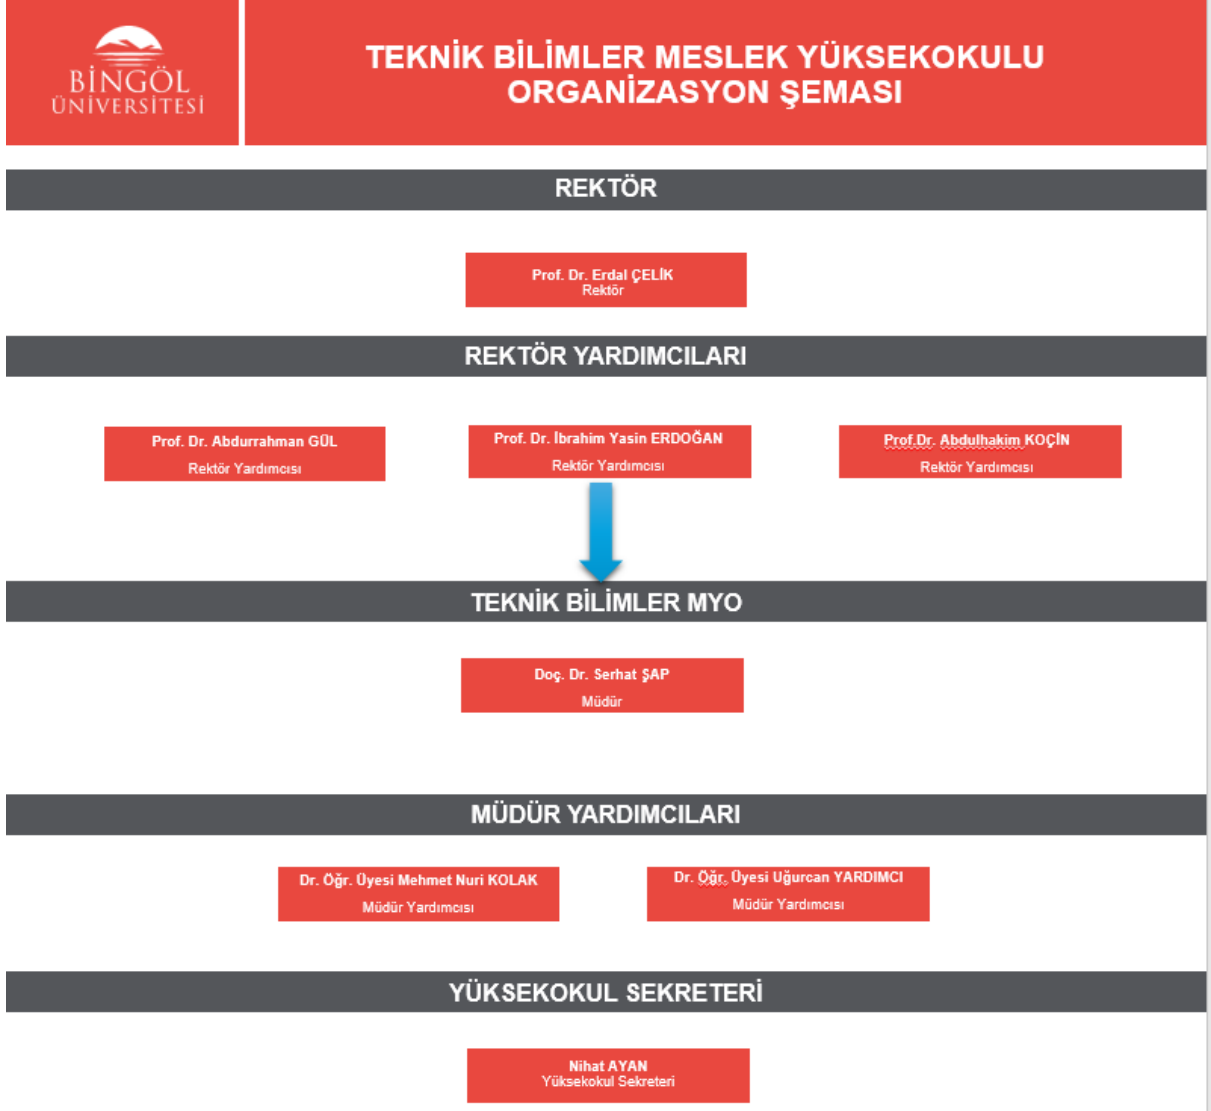 BİNGÖL
ÜNİVERSİTESİ
TEKNİK BİLİMLER MESLEK YÜKSEKOKULU
ORGANİZASYON ŞEMASI
REKTÖR
Prof. Dr. Erdal ÇELİK
Rektör
REKTÖR YARDIMCILARI
Prof. Dr. Abdurrahman GÜL
Rektör Yardımcısı
Prof. Dr. İbrahim Yasin ERDOĞAN
Rektör Yardımcısı
Prof.Dr. Abdulhakim KOÇİN
Rektör Yardımcısı
TEKNİK BİLİMLER MYO
Doç. Dr. Serhat ŞAP
Müdür
MÜDÜR YARDIMCILARI
Dr. Öğr. Üyesi Mehmet Nuri KOLAK
Müdür Yardımcısı
Dr. Öğr. Üyesi Uğurcan YARDIMCI
Müdür Yardımcısı
YÜKSEKOKUL SEKRETERİ
Nihat AYAN
Yüksekokul Sekreteri